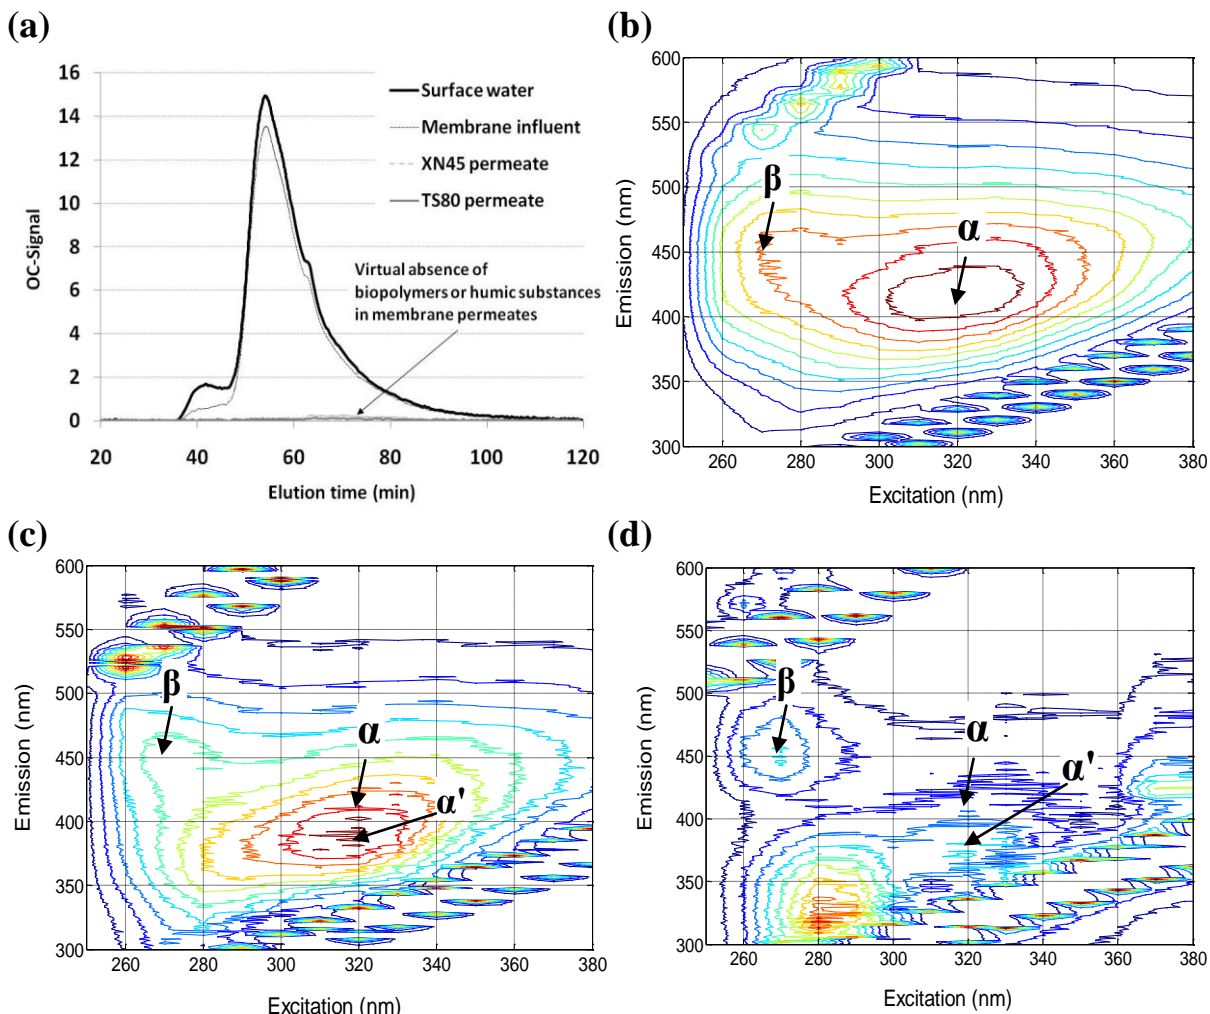 (a)
16
14
12
10
8
6
4
2
0
OC-Signal
20 40 60 80 100 120
Elution time (min)
Surface water
Membrane influent
XN45 permeate
TS80 permeate
Virtual absence of
biopolymers or humic substances
in membrane permeates
(b)
600
550
500
450
400
350
300
Emission (nm)
β
α
260 280 300 320 340 360 380
Excitation (nm)
(c)
600
550
500
450
400
350
300
Emission (nm)
β
α
α'
260 280 300 320 340 360 380
Excitation (nm)
(d)
600
550
500
450
400
350
300
Emission (nm)
β
α
α'
260 280 300 320 340 360 380
Excitation (nm)